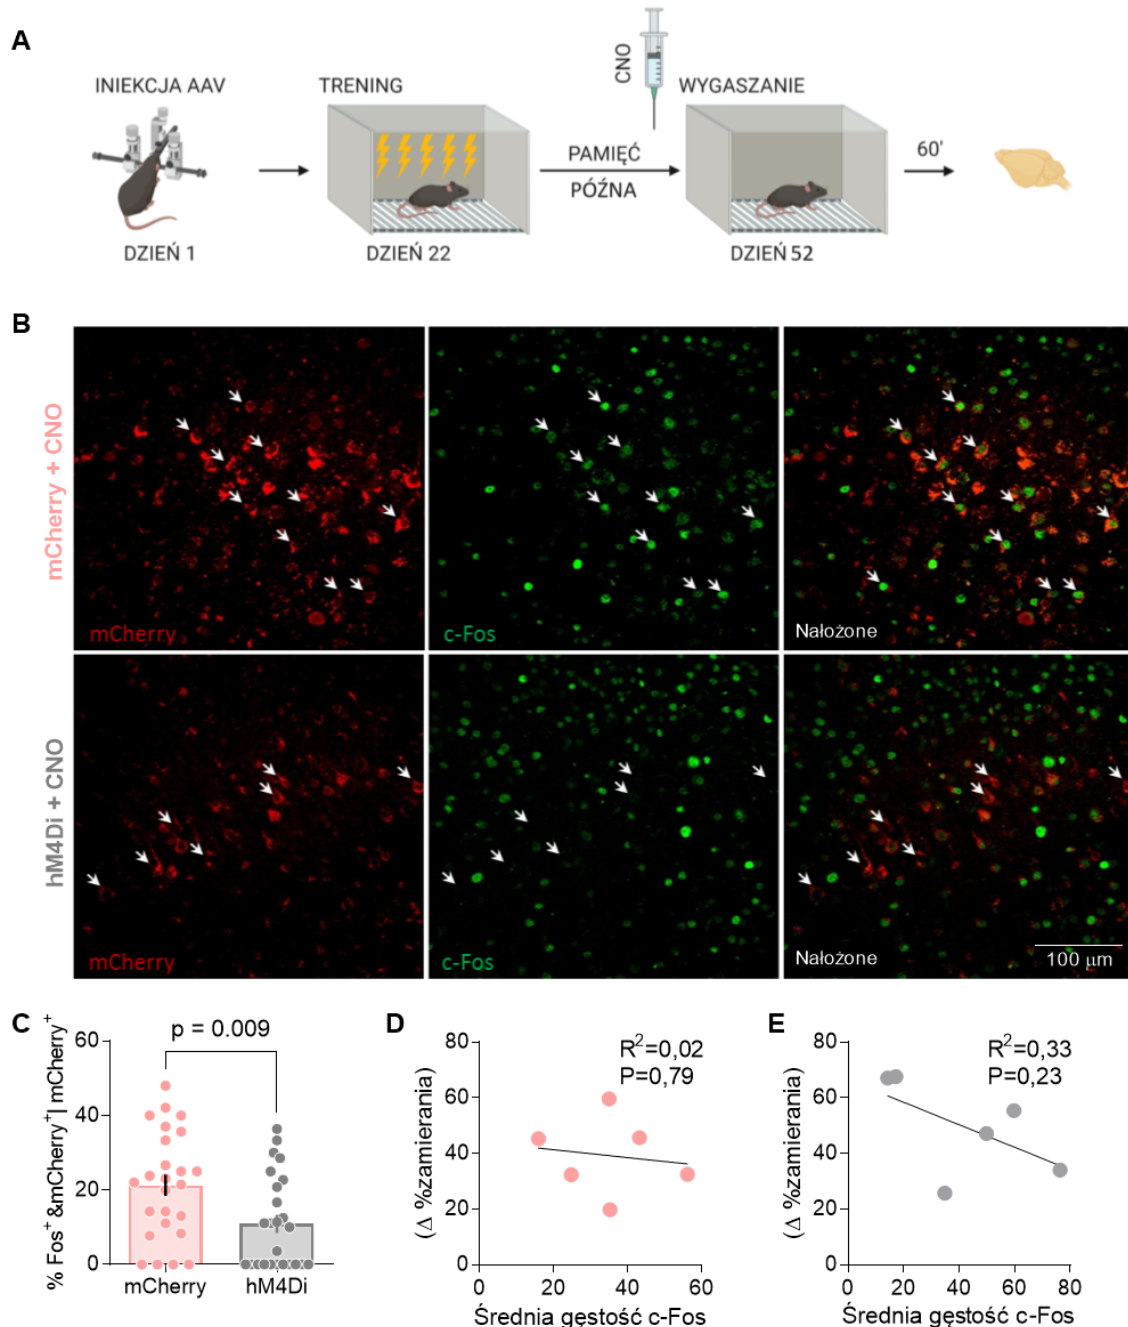 A
INIEKCJA AAV
TRENING
CNO
WYGASZANIE
PAMIĘĆ
PÓŹNA
60'
DZIEŃ 1
DZIEŃ 22
DZIEŃ 52
B
mCherry + CNO
mCherry
c-Fos
Nałożone
hM4Di + CNO
mCherry
c-Fos
Nałożone
100 µm
C
% Fos⁺ &mCherry⁺| mCherry⁺
p = 0.009
60
40
20
0
mCherry
hM4Di
D
(Δ %zamierania)
R²=0,02
P=0,79
80
60
40
20
0
0 20 40 60
Średnia gęstość c-Fos
E
(Δ %zamierania)
R²=0,33
P=0,23
80
60
40
20
0
0 20 40 60 80
Średnia gęstość c-Fos